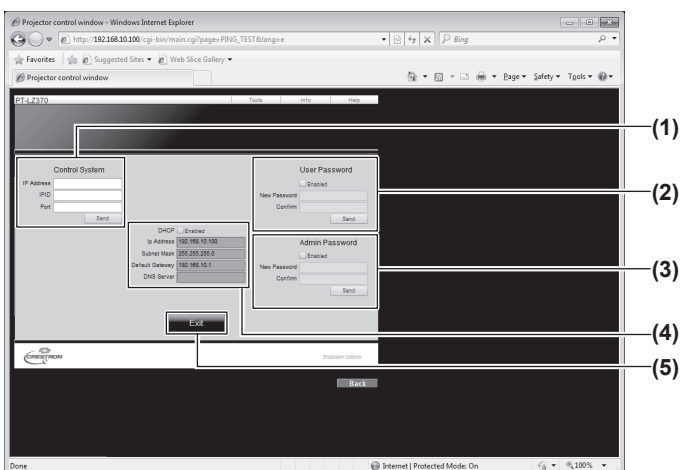 Projector control window - Windows Internet Explorer
http://192.168.10.100/cgi-bin/main.cgi?page=PING_TEST&lang=e
Bing
Favorites Suggested Sites Web Slice Gallery
Projector control window
Page Safety Tools
PT-LZ370 Tools Info Help
(1)
Control System
IP Address
IPID
Port
Send
User Password
Enabled
New Password
Confirm
Send
(2)
DHCP Enabled
Ip Address 192.168.10.100
Subnet Mask 255.255.255.0
Default Gateway 192.168.10.1
DNS Server
Admin Password
Enabled
New Password
Confirm
Send
(3)
(4)
Exit
(5)
CRESTRON
Expansion Options
Back
Done Internet | Protected Mode: On 100%